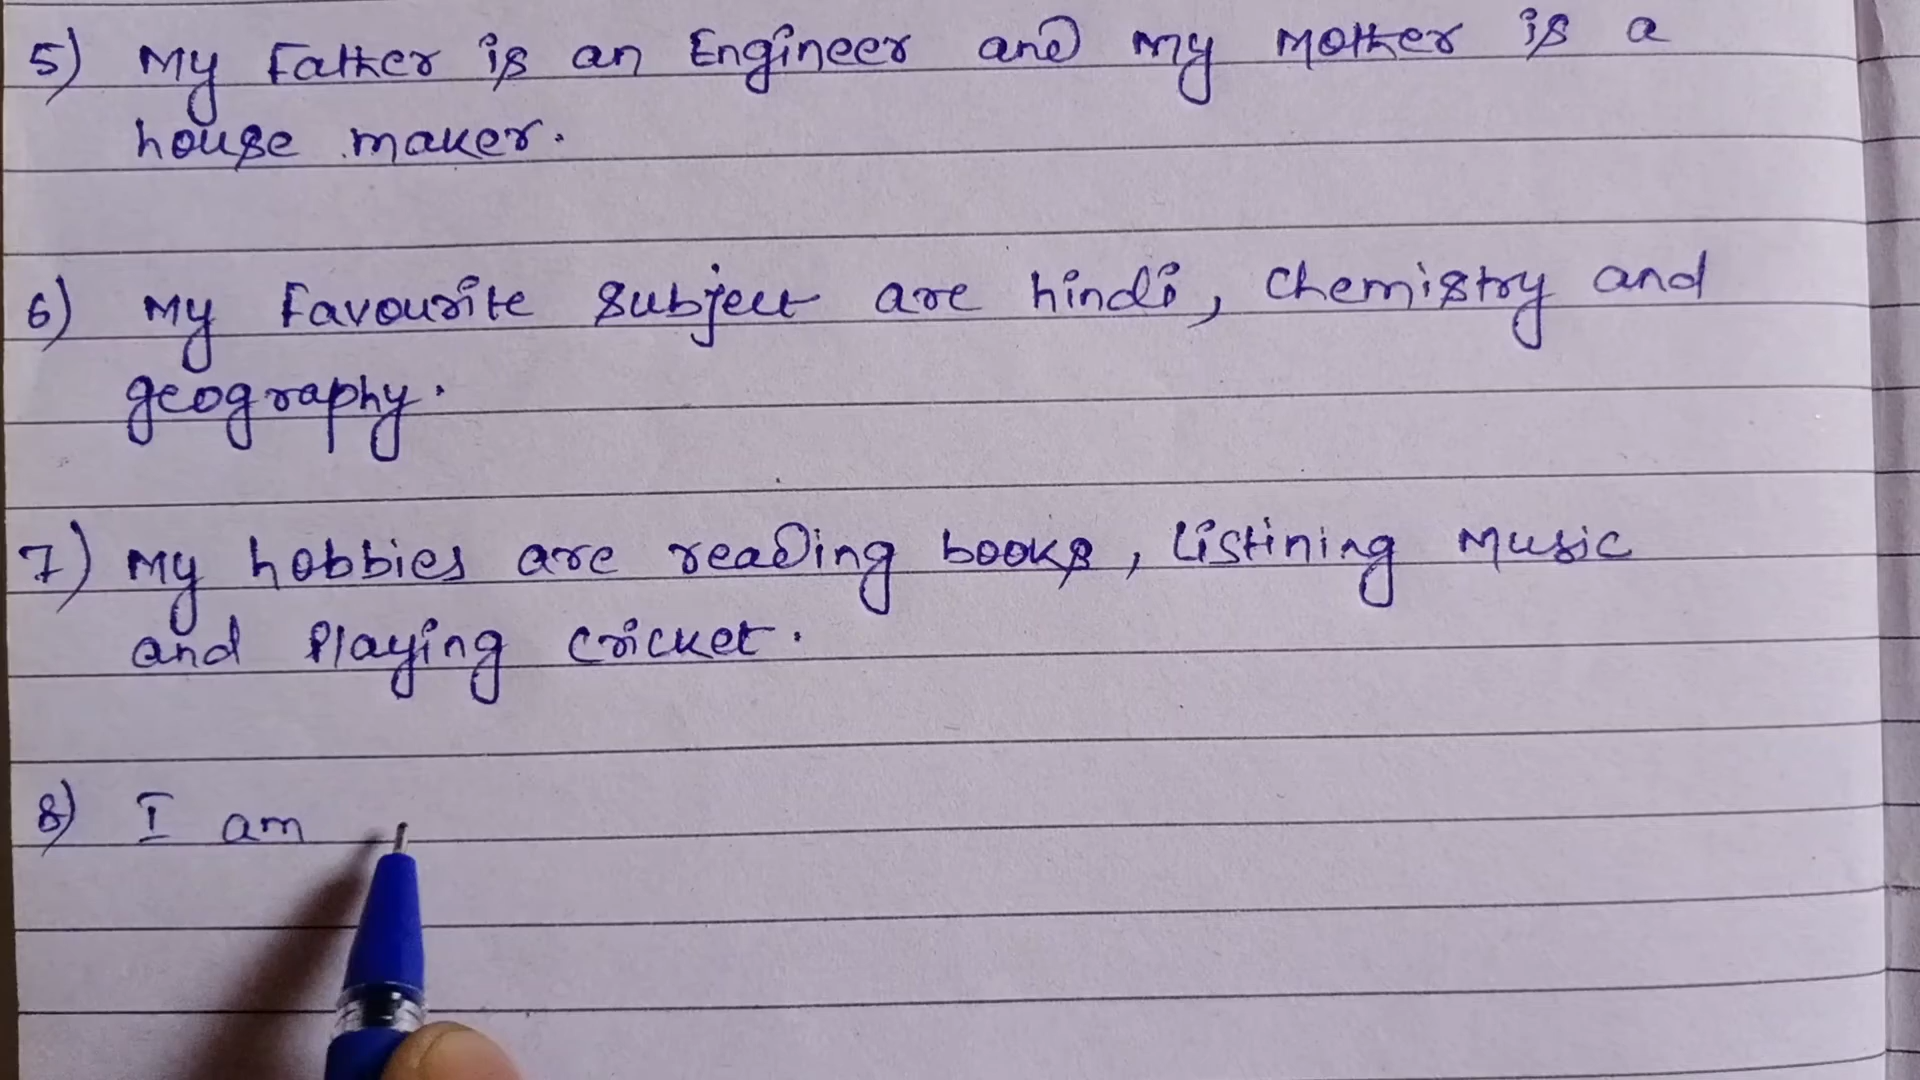 5) My Father is an Engineer and my Mother is a
house maker.
6) My Favourite subject are hindi, Chemistry and
geography.
7) My hobbies are reading books, Listining Music
and Playing cricket.
8) I am